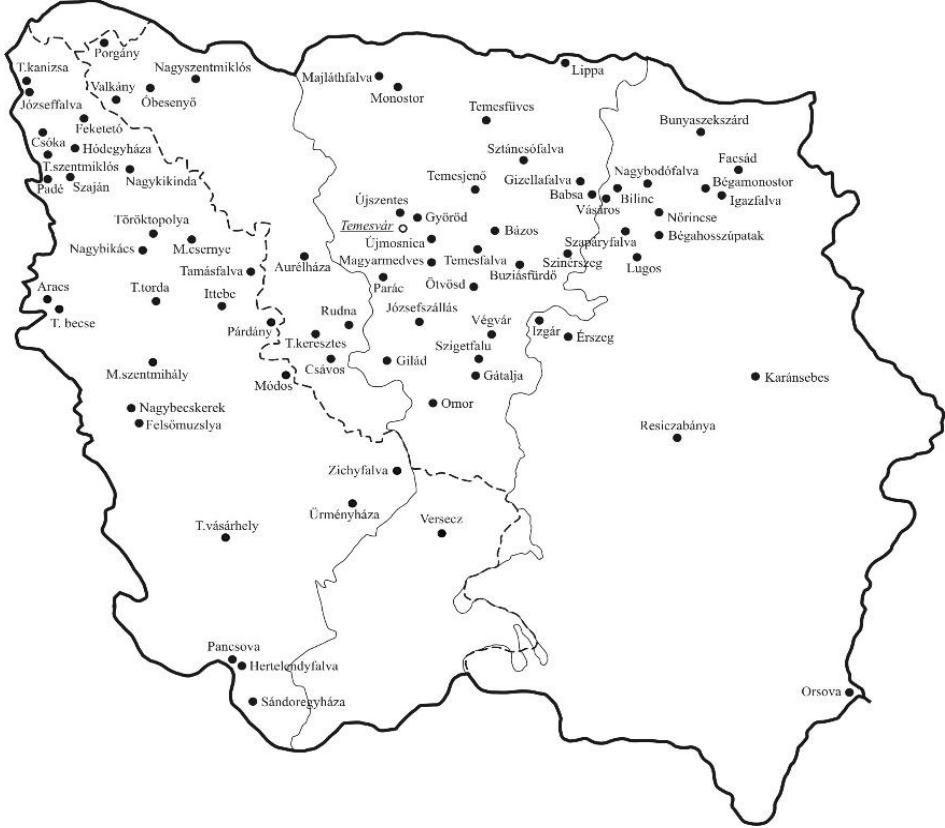 Porgány
T.kanizsa
Nagyszentmiklós
Valkány
Óbesenyő
Józseffalva
Feketetó
Csóka
Hódegyháza
T.szentmiklós
Padé
Szaján
Nagykikinda
Töröktopolya
Nagybikács
M.csernye
Tamásfalva
Aurélháza
Aracs
T. becse
T.torda
Ittebe
Párdány
Rudna
T.keresztes
Csávos
M.szentmihály
Módos
Nagybecskerek
Felsőmuzslya
Zichyfalva
Ürményháza
T.vásárhely
Versecz
Pancsova
Hertelendyfalva
Sándoregyháza
Majláthfalva
Monostor
Lippa
Temesfüves
Sztáncsófalva
Temesjenő
Gizellafalva
Babsa
Újszentes
Temesvár
Győröd
Újmosnica
Bázos
Magyarmedves
Temesfalva
Buziásfürdő
Parác
Ötvösd
Józsefszállás
Végvár
Szigetfalu
Gilád
Gátalja
Omor
Bunyaszekszárd
Facsád
Nagybodófalva
Bégamonostor
Igazfalva
Vásáros
Bilinc
Nőrincse
Szapáryfalva
Bégahosszúpatak
Szinérszeg
Lugos
Izgár
Érszeg
Karánsebes
Resiczabánya
Orsova